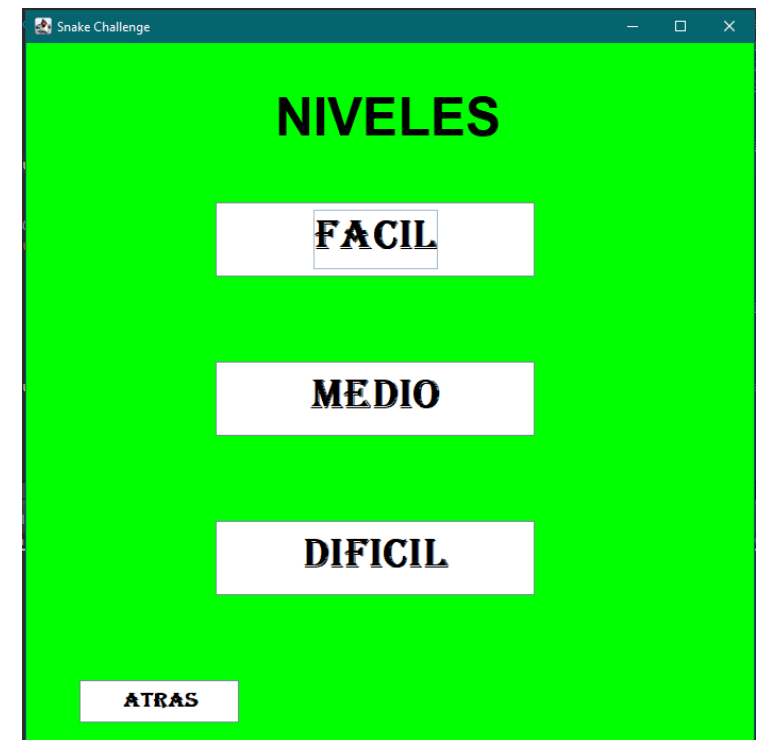 Snake Challenge
NIVELES
FACIL
MEDIO
DIFICIL
ATRAS